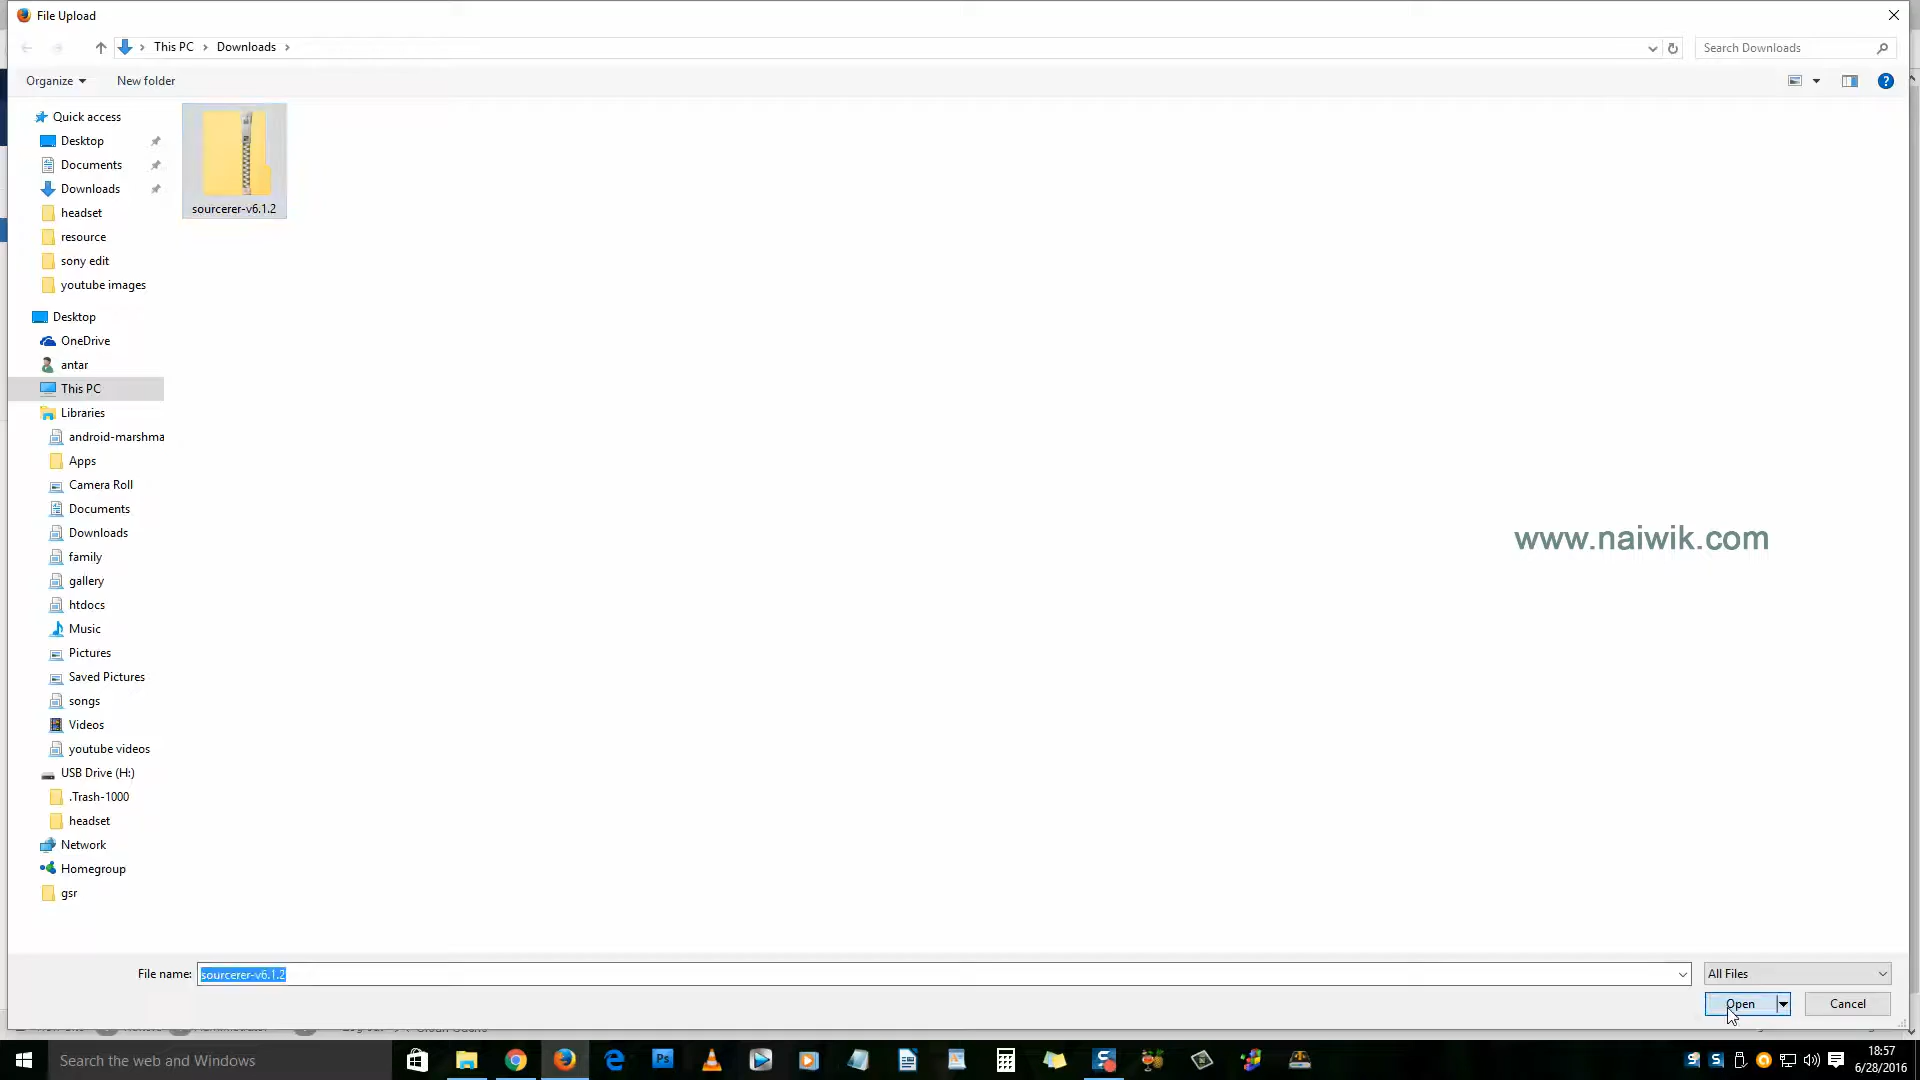 File Upload
This PC
Downloads
Search Downloads
Organize
New folder
Quick access
Desktop
Documents
Downloads
headset
resource
sony edit
youtube images
Desktop
OneDrive
antar
This PC
Libraries
android-marshma
Apps
Camera Roll
Documents
Downloads
family
gallery
htdocs
Music
Pictures
Saved Pictures
songs
Videos
youtube videos
USB Drive (H:)
.Trash-1000
headset
Network
Homegroup
gsr
sourcerer-v6.1.2
www.naiwik.com
File name: sourcerer-v6.1.2
All Files
Open
Cancel
Search the web and Windows
18:57
6/28/2016